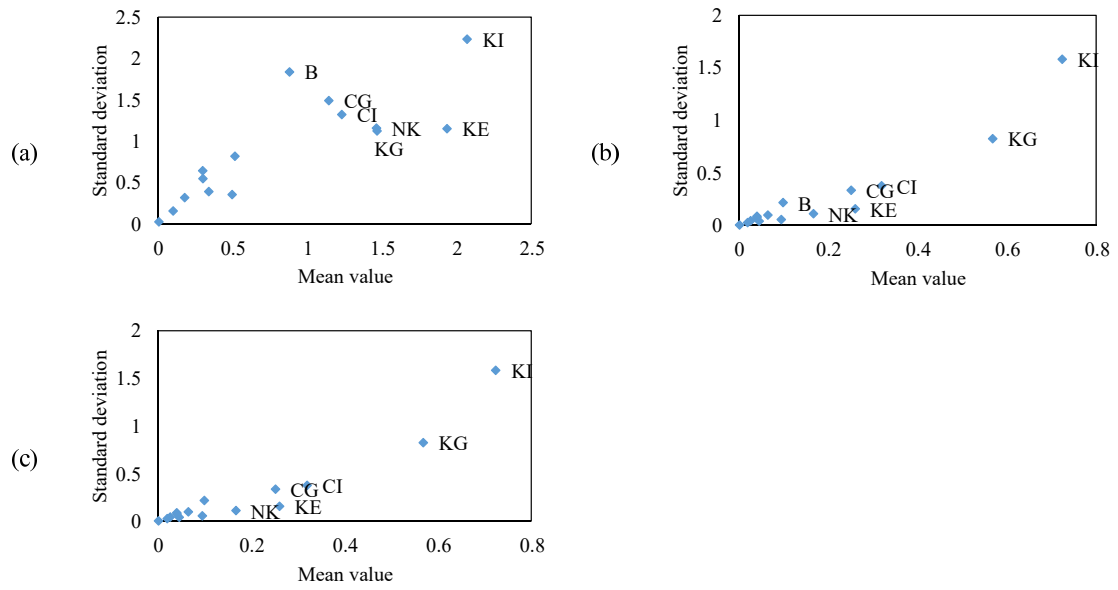 (a)
Standard deviation
2.5
2
1.5
1
0.5
0
KI
B
CG
CI
NK
KE
KG
0 0.5 1 1.5 2 2.5
Mean value
(b)
Standard deviation
2
1.5
1
0.5
0
KI
KG
CG CI
B
NK KE
0 0.2 0.4 0.6 0.8
Mean value
(c)
Standard deviation
2
1.5
1
0.5
0
KI
KG
CG CI
NK KE
0 0.2 0.4 0.6 0.8
Mean value